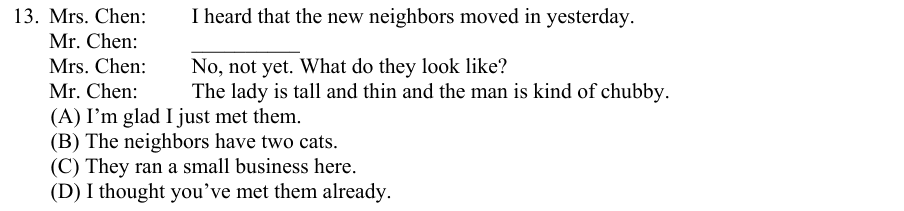 13. Mrs. Chen: I heard that the new neighbors moved in yesterday.
Mr. Chen: __________
Mrs. Chen: No, not yet. What do they look like?
Mr. Chen: The lady is tall and thin and the man is kind of chubby.
(A) I’m glad I just met them.
(B) The neighbors have two cats.
(C) They ran a small business here.
(D) I thought you’ve met them already.